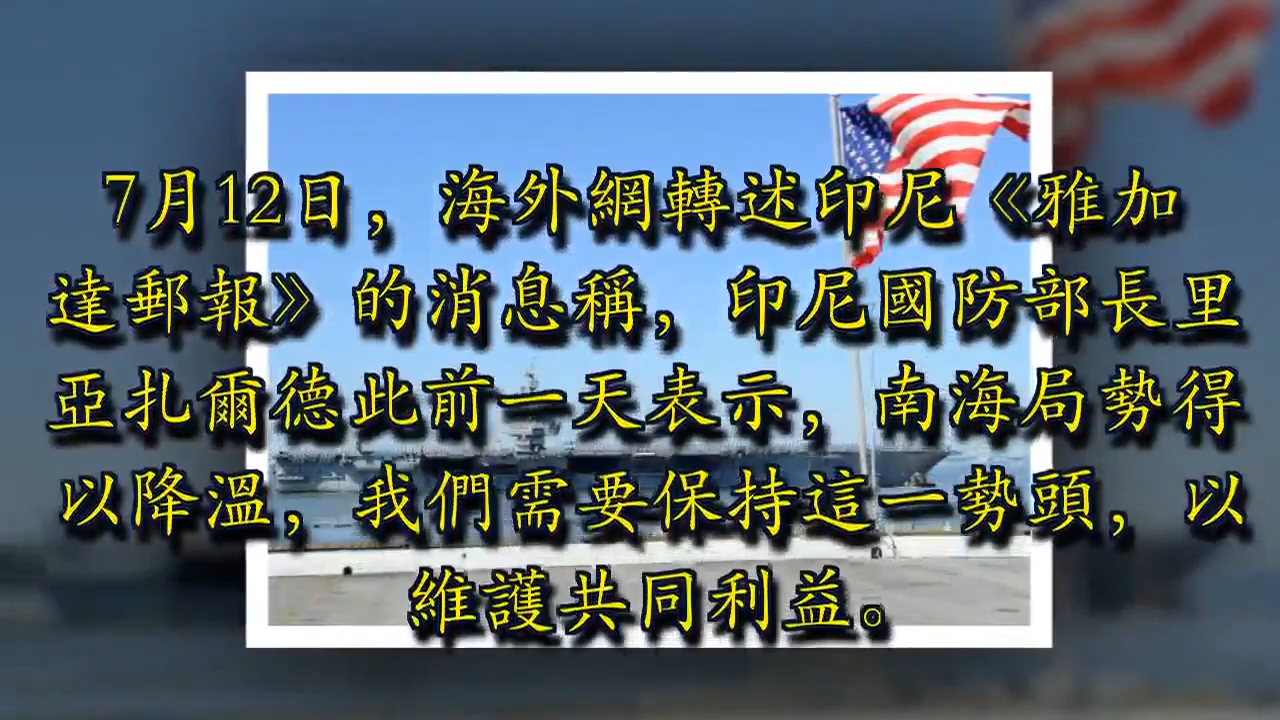 7月12日，海外網轉述印尼《雅加
達郵報》的消息稱，印尼國防部長里
亞扎爾德此前一天表示，南海局勢得
以降溫，我們需要保持這一勢頭，以
維護共同利益。